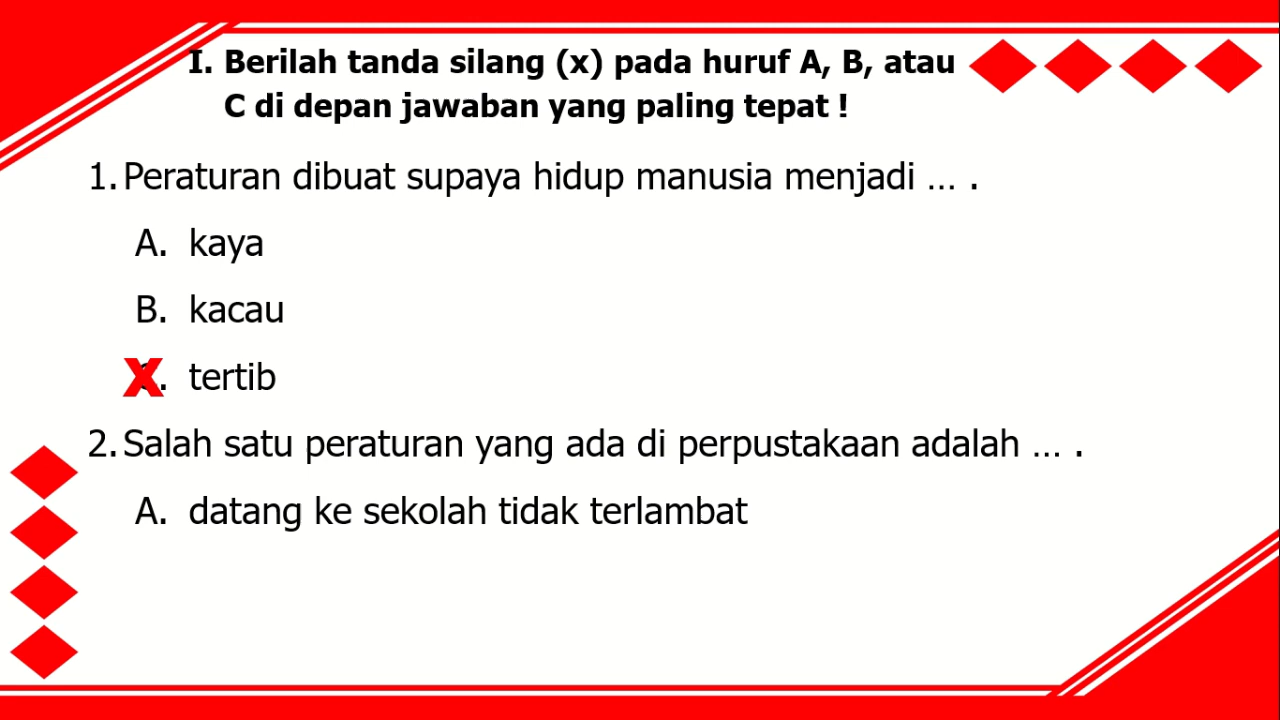 I. Berilah tanda silang (x) pada huruf A, B, atau
C di depan jawaban yang paling tepat !
1. Peraturan dibuat supaya hidup manusia menjadi ... .
A. kaya
B. kacau
X. tertib
2. Salah satu peraturan yang ada di perpustakaan adalah ... .
A. datang ke sekolah tidak terlambat